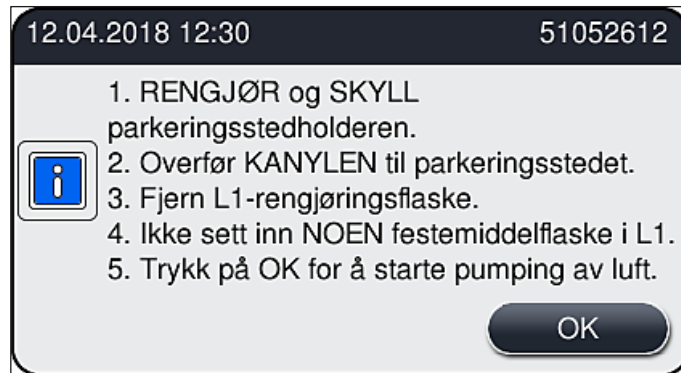 12.04.2018 12:30 51052612
1. RENGJØR og SKYLL
parkeringsstedholderen.
2. Overfør KANYLEN til parkeringsstedet.
3. Fjern L1-rengjøringsflaske.
4. Ikke sett inn NOEN festemiddelflaske i L1.
5. Trykk på OK for å starte pumping av luft.
i
OK